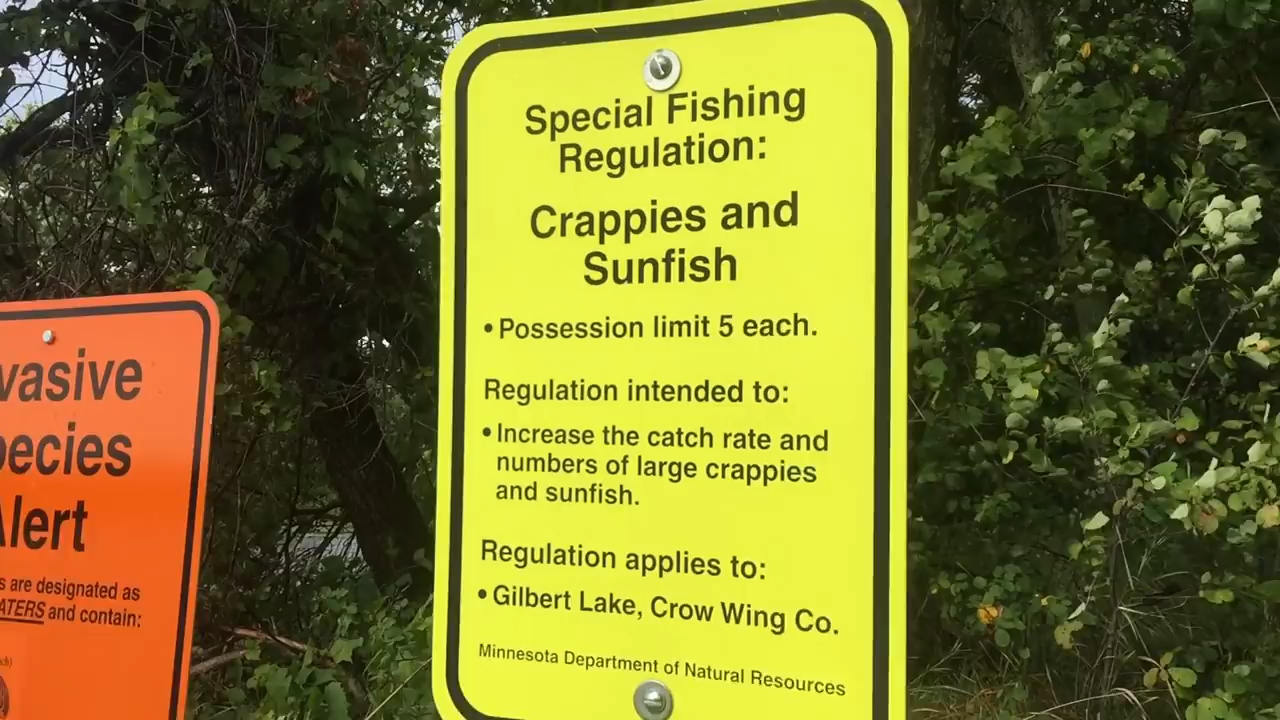 Special Fishing
Regulation:
Crappies and
Sunfish
• Possession limit 5 each.
Regulation intended to:
• Increase the catch rate and
numbers of large crappies
and sunfish.
Regulation applies to:
• Gilbert Lake, Crow Wing Co.
Minnesota Department of Natural Resources
vasive
pecies
Alert
s are designated as
ATERS and contain: